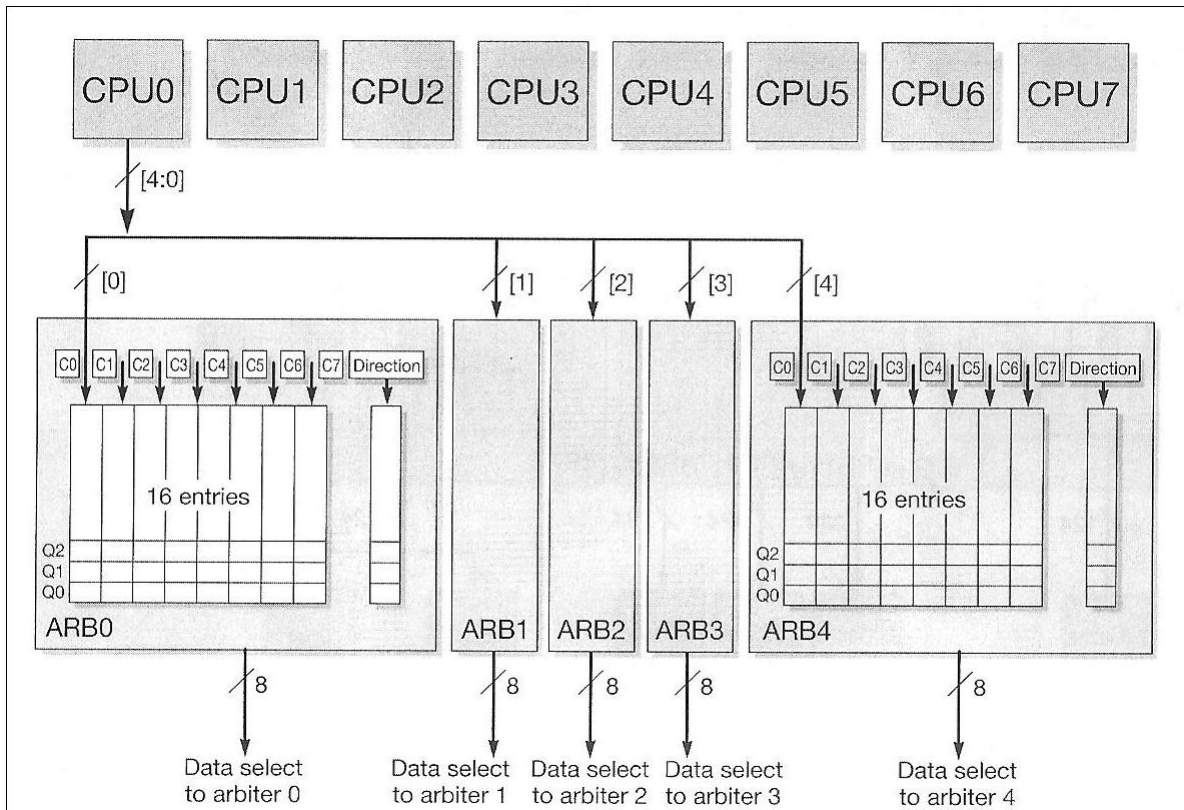 CPU0 CPU1 CPU2 CPU3 CPU4 CPU5 CPU6 CPU7
[4:0]
[0] [1] [2] [3] [4]
C0 C1 C2 C3 C4 C5 C6 C7 Direction
C0 C1 C2 C3 C4 C5 C6 C7 Direction
16 entries
16 entries
Q2
Q1
Q0
Q2
Q1
Q0
ARB0 ARB1 ARB2 ARB3 ARB4
8 8 8 8 8
Data select
to arbiter 0
Data select
to arbiter 1
Data select
to arbiter 2
Data select
to arbiter 3
Data select
to arbiter 4